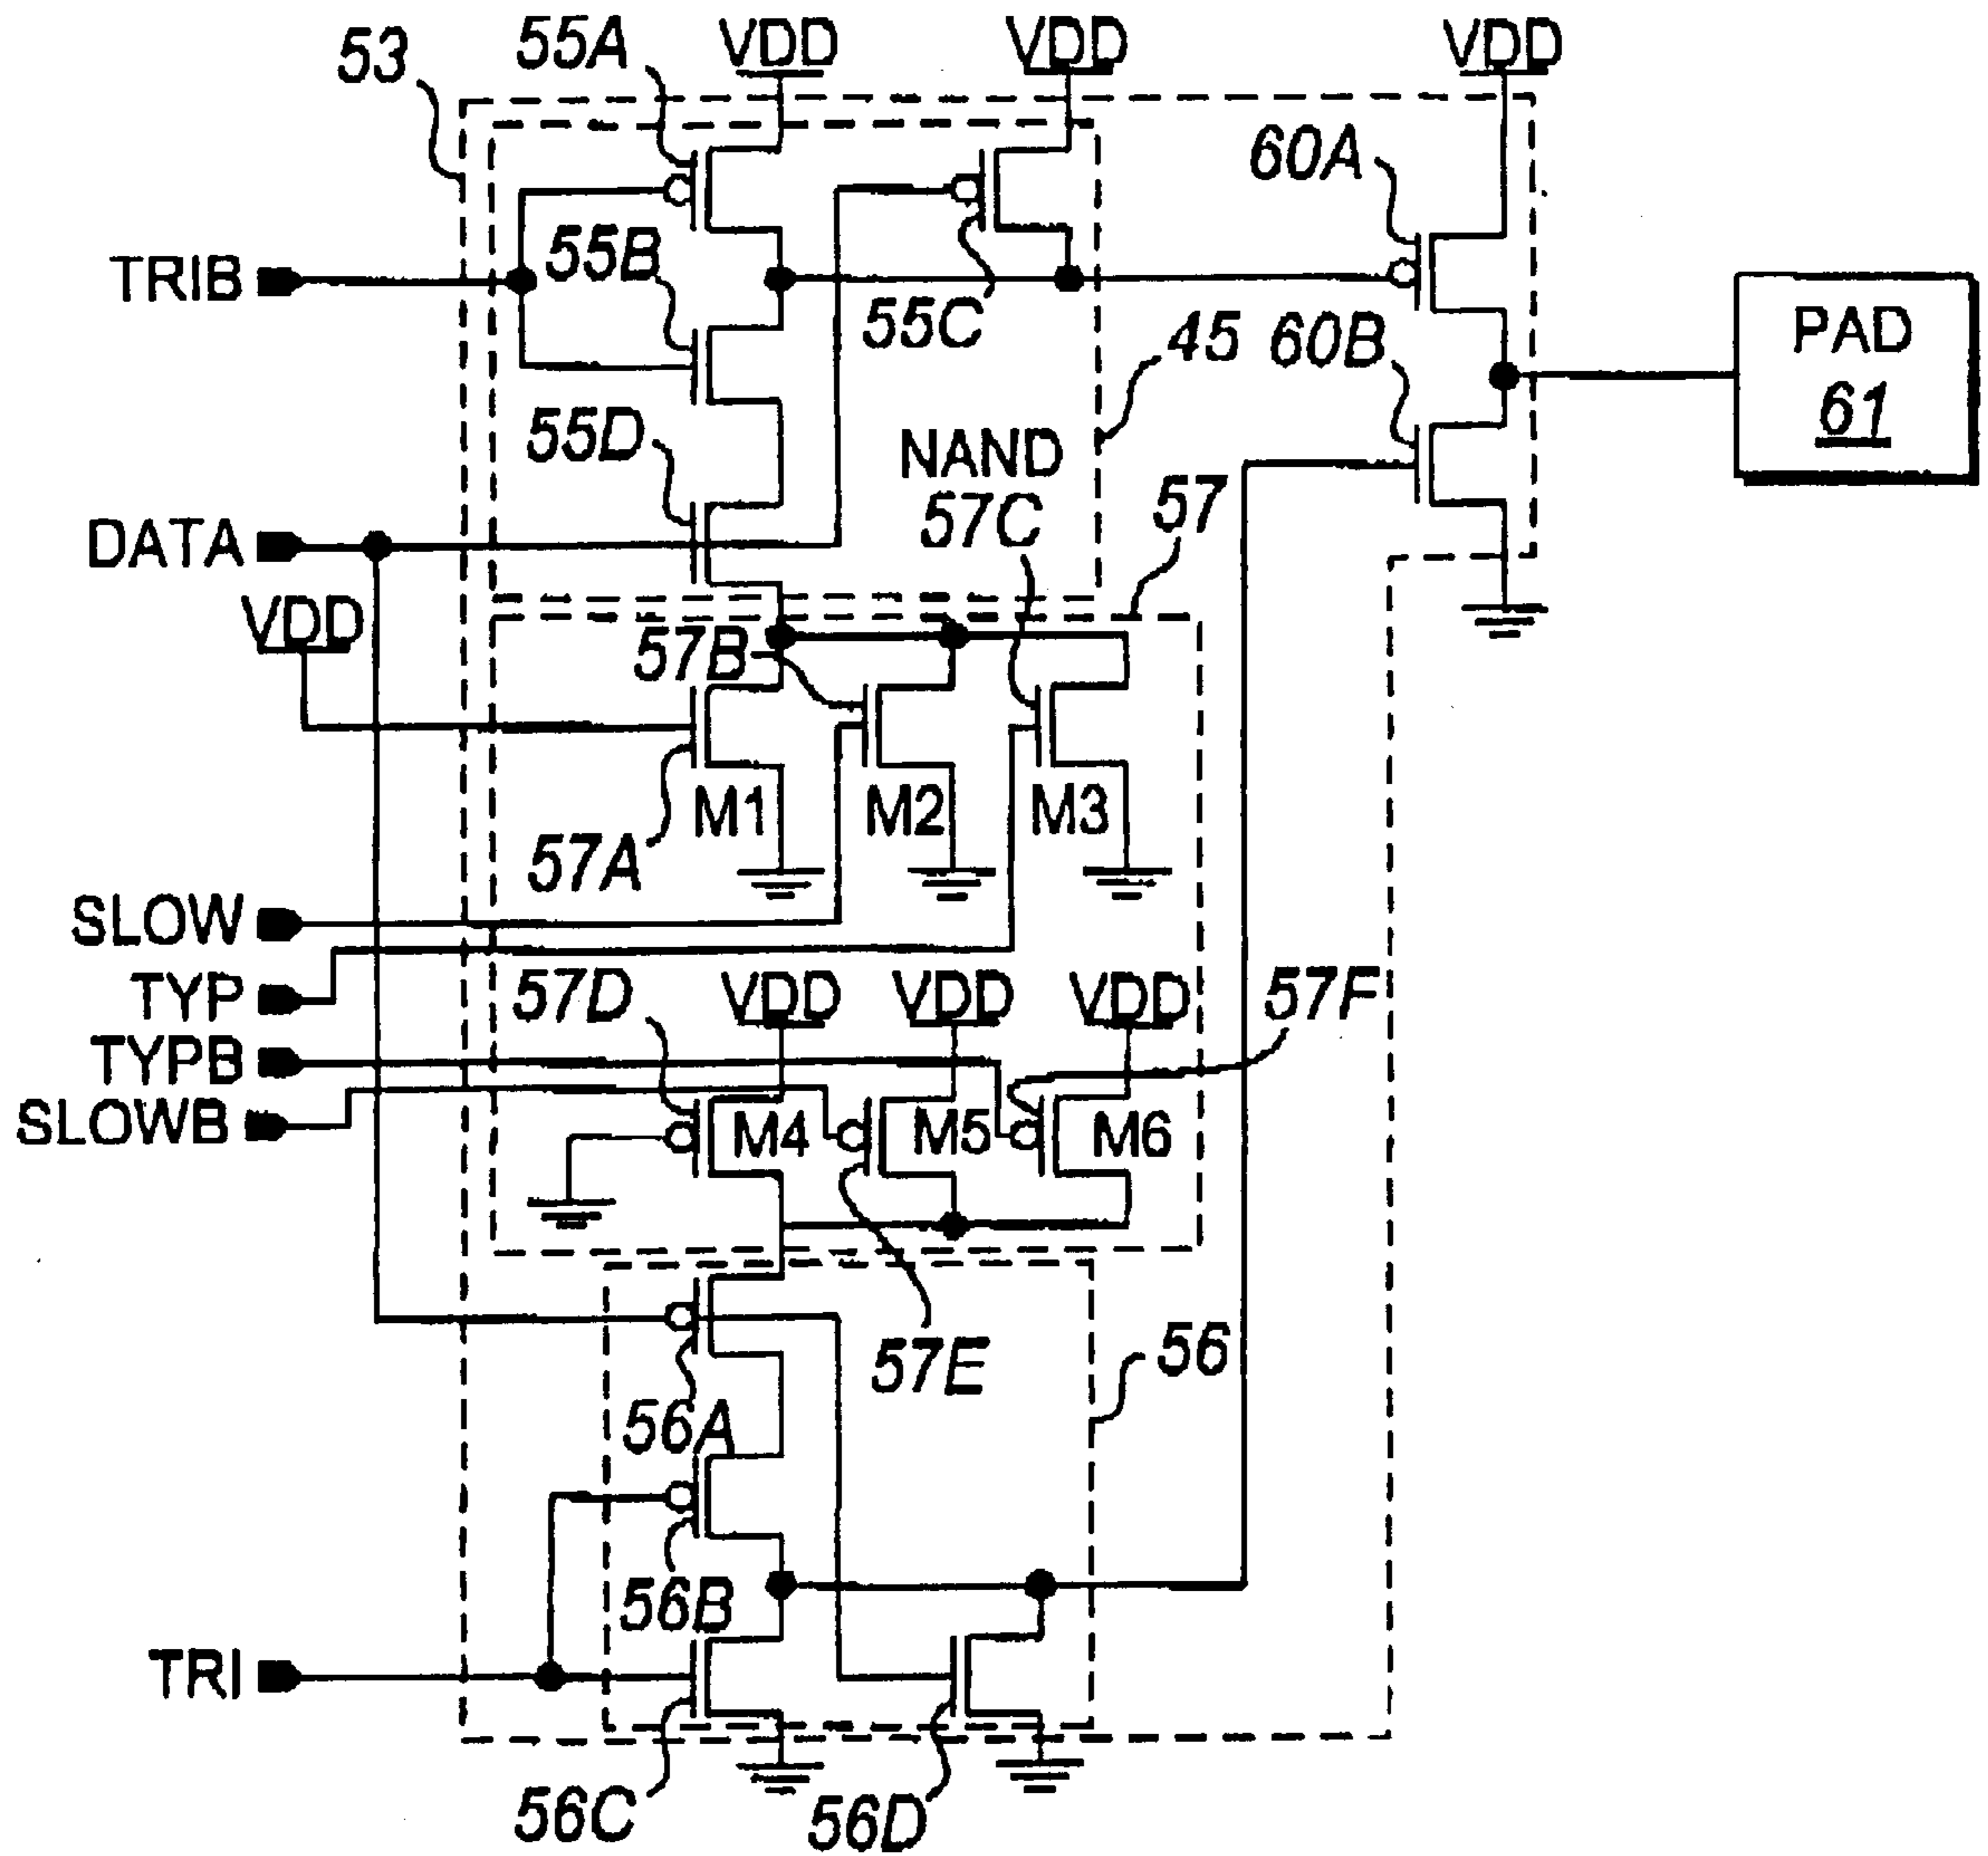 53
55A
VDD
VDD
VDD
60A
TRIB
55B
55C
45
60B
PAD
61
55D
NAND
57C
57
DATA
VDD
57B
M1
M2
M3
57A
SLOW
TYP
57D
VDD
VDD
VDD
57F
TYPB
SLOWB
M4
M5
M6
57E
56
56A
56B
TRI
56C
56D